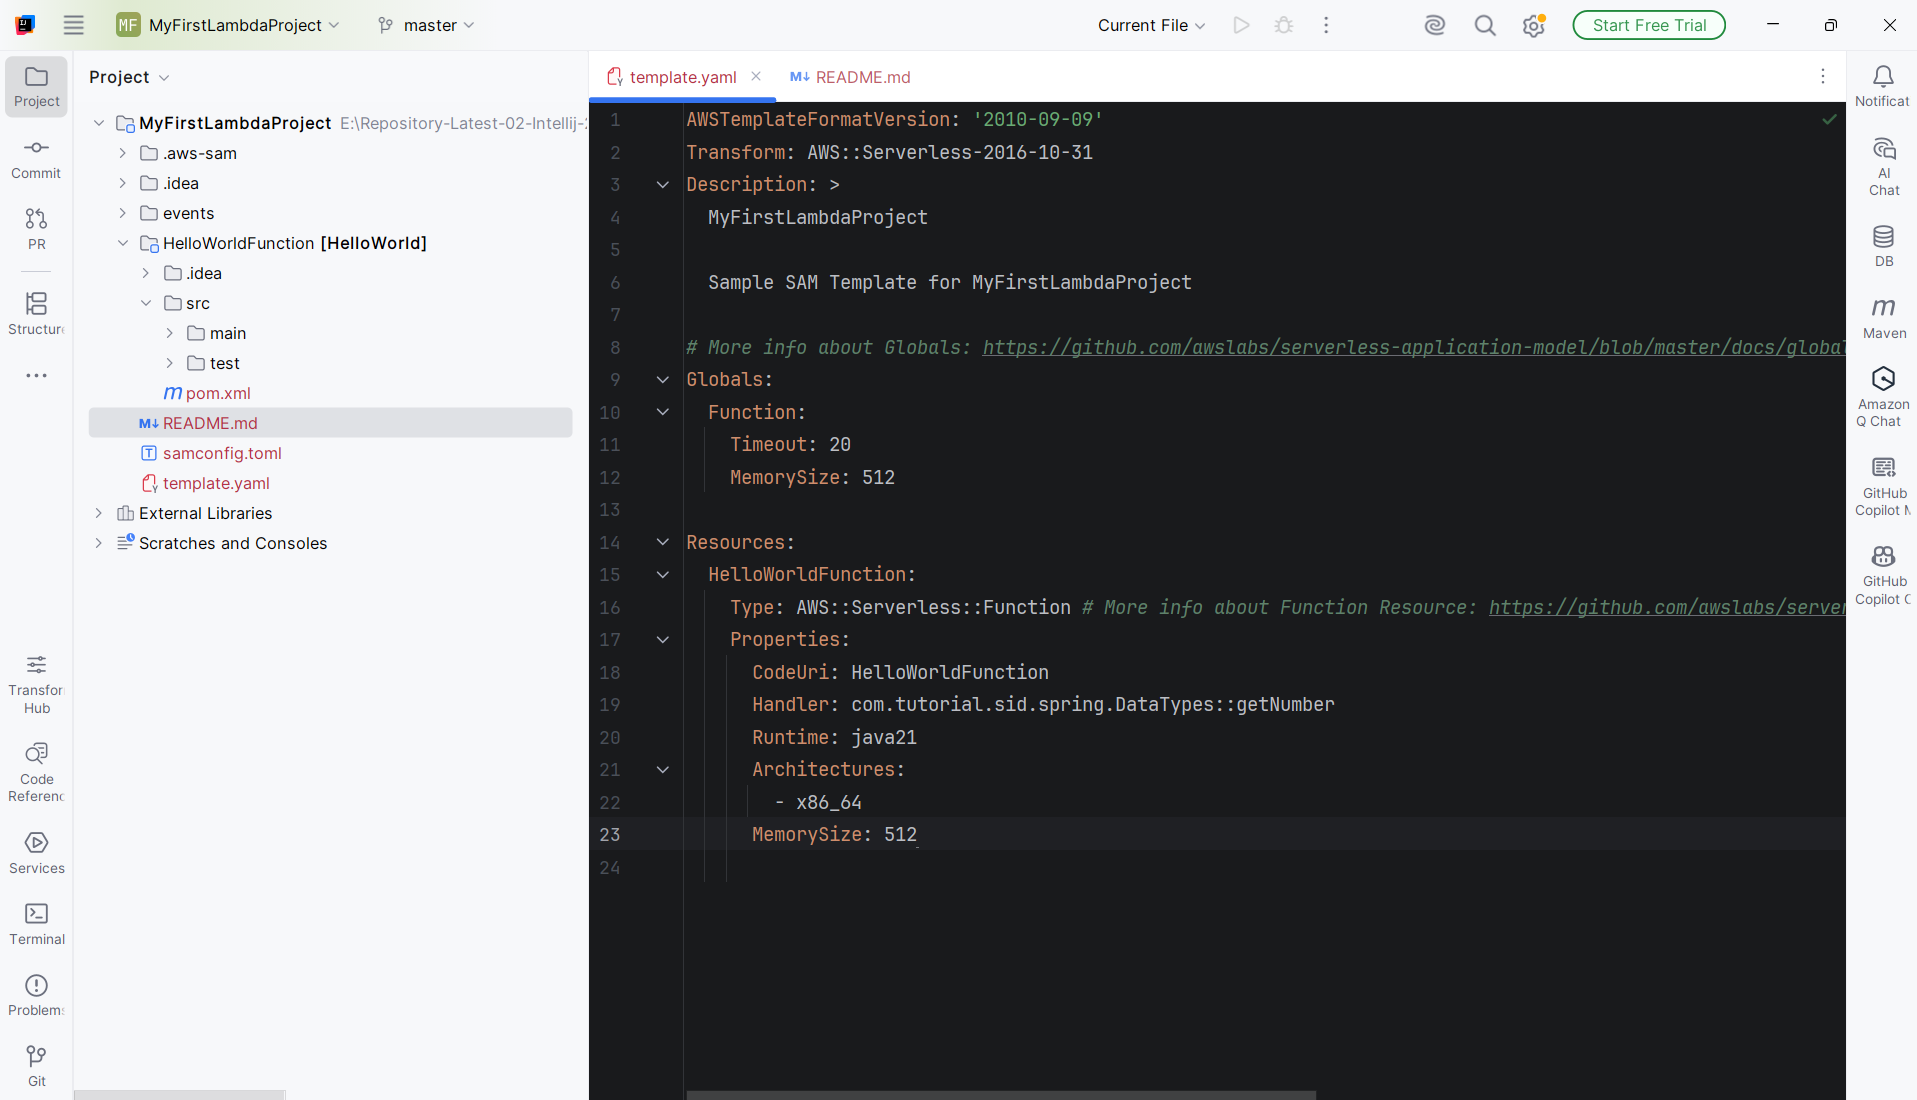 MF MyFirstLambdaProject master Current File Start Free Trial
Project
Commit
PR
Structure
Transfor
Hub
Code
Referenc
Services
Terminal
Problems
Git
Project
MyFirstLambdaProject E:\Repository-Latest-02-Intellij-
.aws-sam
.idea
events
HelloWorldFunction [HelloWorld]
.idea
src
main
test
m pom.xml
M↓ README.md
samconfig.toml
template.yaml
External Libraries
Scratches and Consoles
template.yaml M↓ README.md
1 AWSTemplateFormatVersion: '2010-09-09'
2 Transform: AWS::Serverless-2016-10-31
3 Description: >
4 MyFirstLambdaProject
5
6 Sample SAM Template for MyFirstLambdaProject
7
8 # More info about Globals: https://github.com/awslabs/serverless-application-model/blob/master/docs/global
9 Globals:
10 Function:
11 Timeout: 20
12 MemorySize: 512
13
14 Resources:
15 HelloWorldFunction:
16 Type: AWS::Serverless::Function # More info about Function Resource: https://github.com/awslabs/server
17 Properties:
18 CodeUri: HelloWorldFunction
19 Handler: com.tutorial.sid.spring.DataTypes::getNumber
20 Runtime: java21
21 Architectures:
22 - x86_64
23 MemorySize: 512
24
Notificat
AI
Chat
DB
m
Maven
Amazon
Q Chat
GitHub
Copilot
GitHub
Copilot